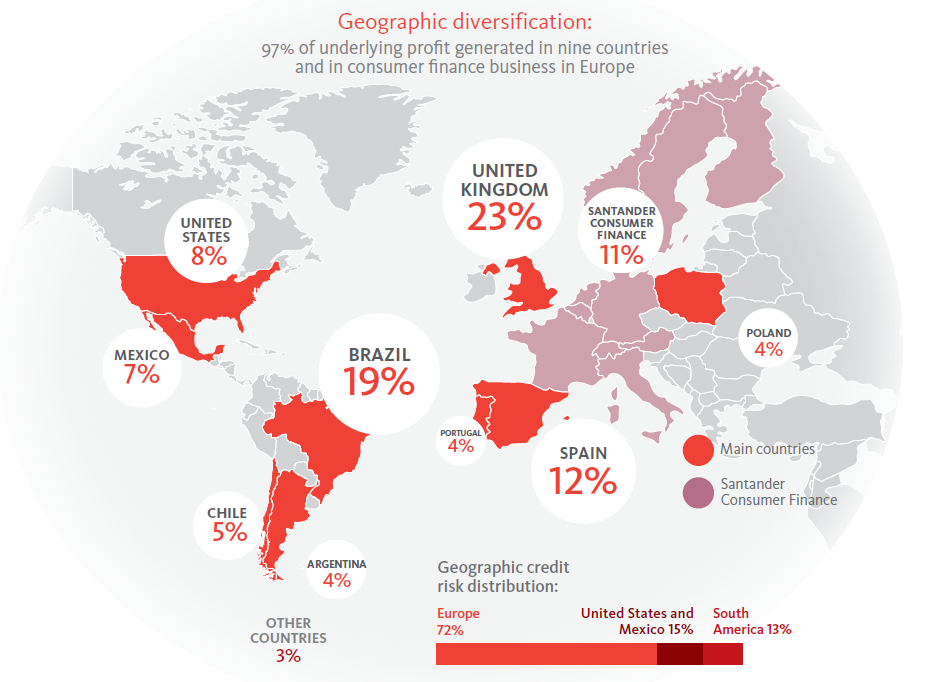 Geographic diversification:
97% of underlying profit generated in nine countries
and in consumer finance business in Europe
UNITED
KINGDOM
23%
UNITED
STATES
8%
SANTANDER
CONSUMER
FINANCE
11%
MEXICO
7%
BRAZIL
19%
POLAND
4%
PORTUGAL
4%
SPAIN
12%
Main countries
Santander
Consumer Finance
CHILE
5%
ARGENTINA
4%
OTHER
COUNTRIES
3%
Geographic credit
risk distribution:
Europe
72%
United States and
Mexico 15%
South
America 13%